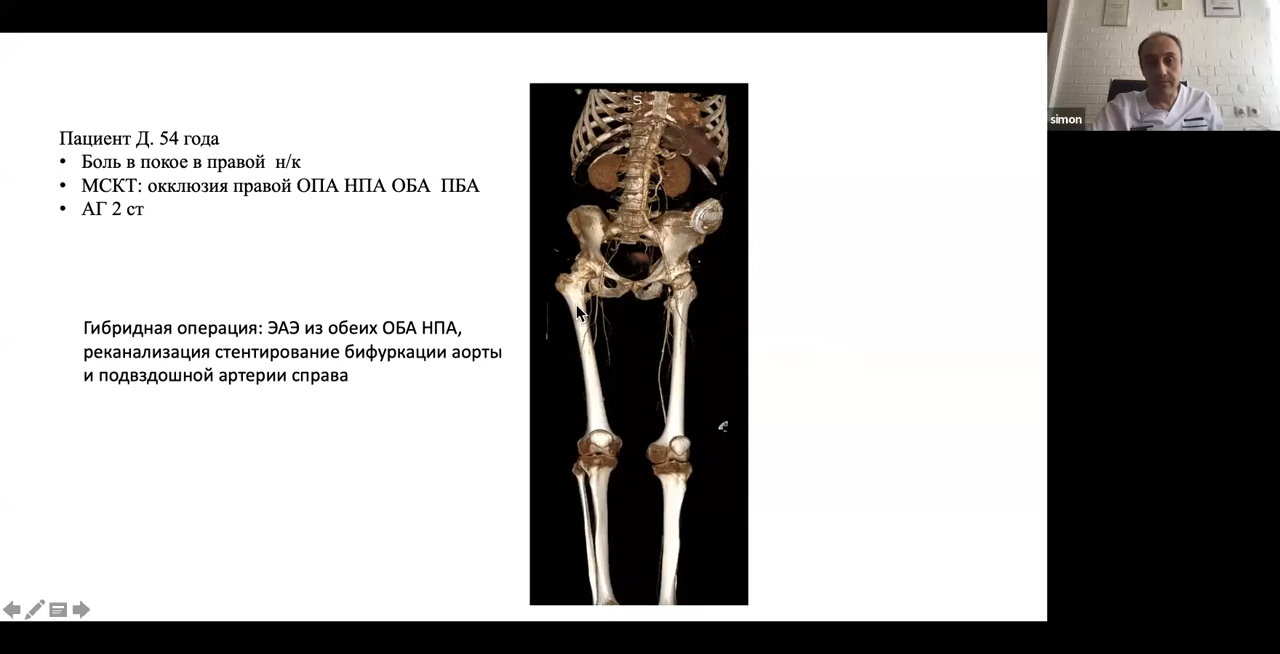 Пациент Д. 54 года
• Боль в покое в правой н/к
• МСКТ: окклюзия правой ОПА НПА ОБА ПБА
• АГ 2 ст
Гибридная операция: ЭАЭ из обеих ОБА НПА,
реканализация стентирование бифуркации аорты
и подвздошной артерии справа
S
simon